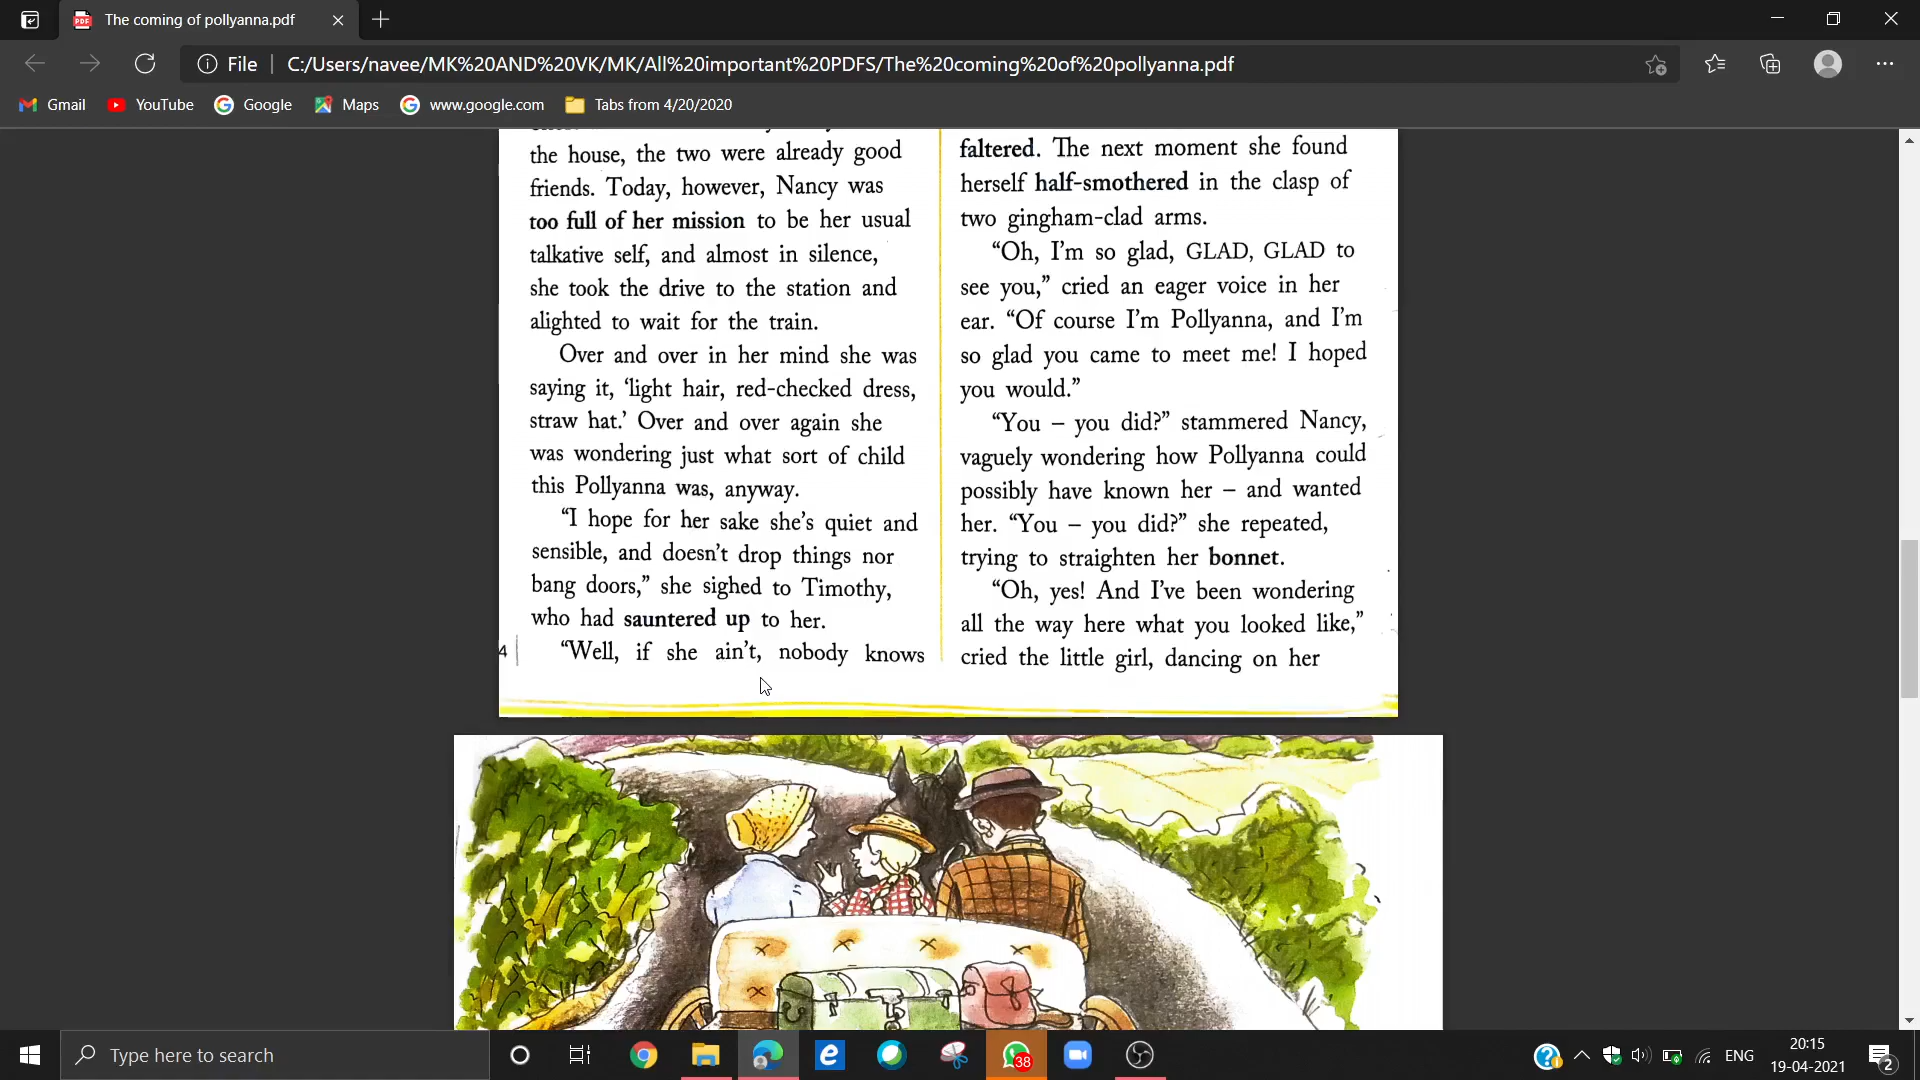 The coming of pollyanna.pdf
File
C:/Users/navee/MK%20AND%20VK/MK/All%20important%20PDFS/The%20coming%20of%20pollyanna.pdf
Gmail
YouTube
Google
Maps
www.google.com
Tabs from 4/20/2020
the house, the two were already good
friends. Today, however, Nancy was
too full of her mission to be her usual
talkative self, and almost in silence,
she took the drive to the station and
alighted to wait for the train.
Over and over in her mind she was
saying it, ‘light hair, red-checked dress,
straw hat.’ Over and over again she
was wondering just what sort of child
this Pollyanna was, anyway.
“I hope for her sake she’s quiet and
sensible, and doesn’t drop things nor
bang doors,” she sighed to Timothy,
who had sauntered up to her.
“Well, if she ain’t, nobody knows
4
faltered. The next moment she found
herself half-smothered in the clasp of
two gingham-clad arms.
“Oh, I’m so glad, GLAD, GLAD to
see you,” cried an eager voice in her
ear. “Of course I’m Pollyanna, and I’m
so glad you came to meet me! I hoped
you would.”
“You – you did?” stammered Nancy,
vaguely wondering how Pollyanna could
possibly have known her – and wanted
her. “You – you did?” she repeated,
trying to straighten her bonnet.
“Oh, yes! And I’ve been wondering
all the way here what you looked like,”
cried the little girl, dancing on her
Type here to search
38
ENG
20:15
19-04-2021
2